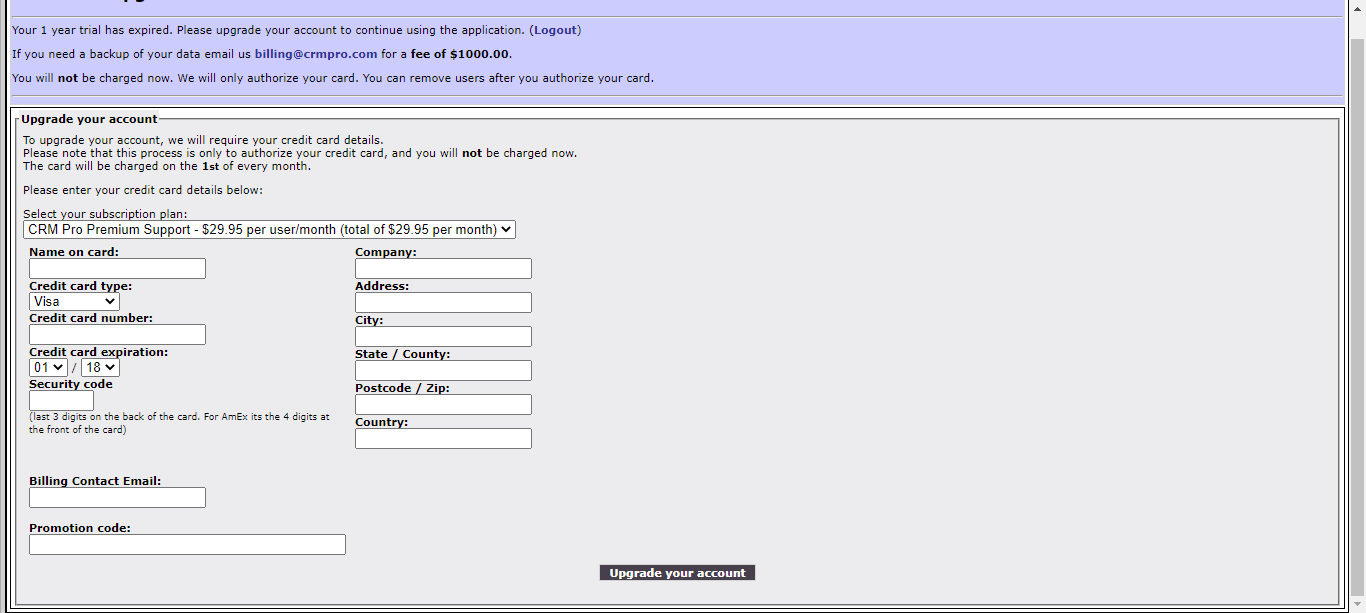 Your 1 year trial has expired. Please upgrade your account to continue using the application. (Logout)
If you need a backup of your data email us billing@crmpro.com for a fee of $1000.00.
You will not be charged now. We will only authorize your card. You can remove users after you authorize your card.
Upgrade your account
To upgrade your account, we will require your credit card details.
Please note that this process is only to authorize your credit card, and you will not be charged now.
The card will be charged on the 1st of every month.
Please enter your credit card details below:
Select your subscription plan:
CRM Pro Premium Support - $29.95 per user/month (total of $29.95 per month)
Name on card:
Credit card type:
Visa
Credit card number:
Credit card expiration:
01 / 18
Security code
(last 3 digits on the back of the card. For AmEx its the 4 digits at
the front of the card)
Company:
Address:
City:
State / County:
Postcode / Zip:
Country:
Billing Contact Email:
Promotion code:
Upgrade your account